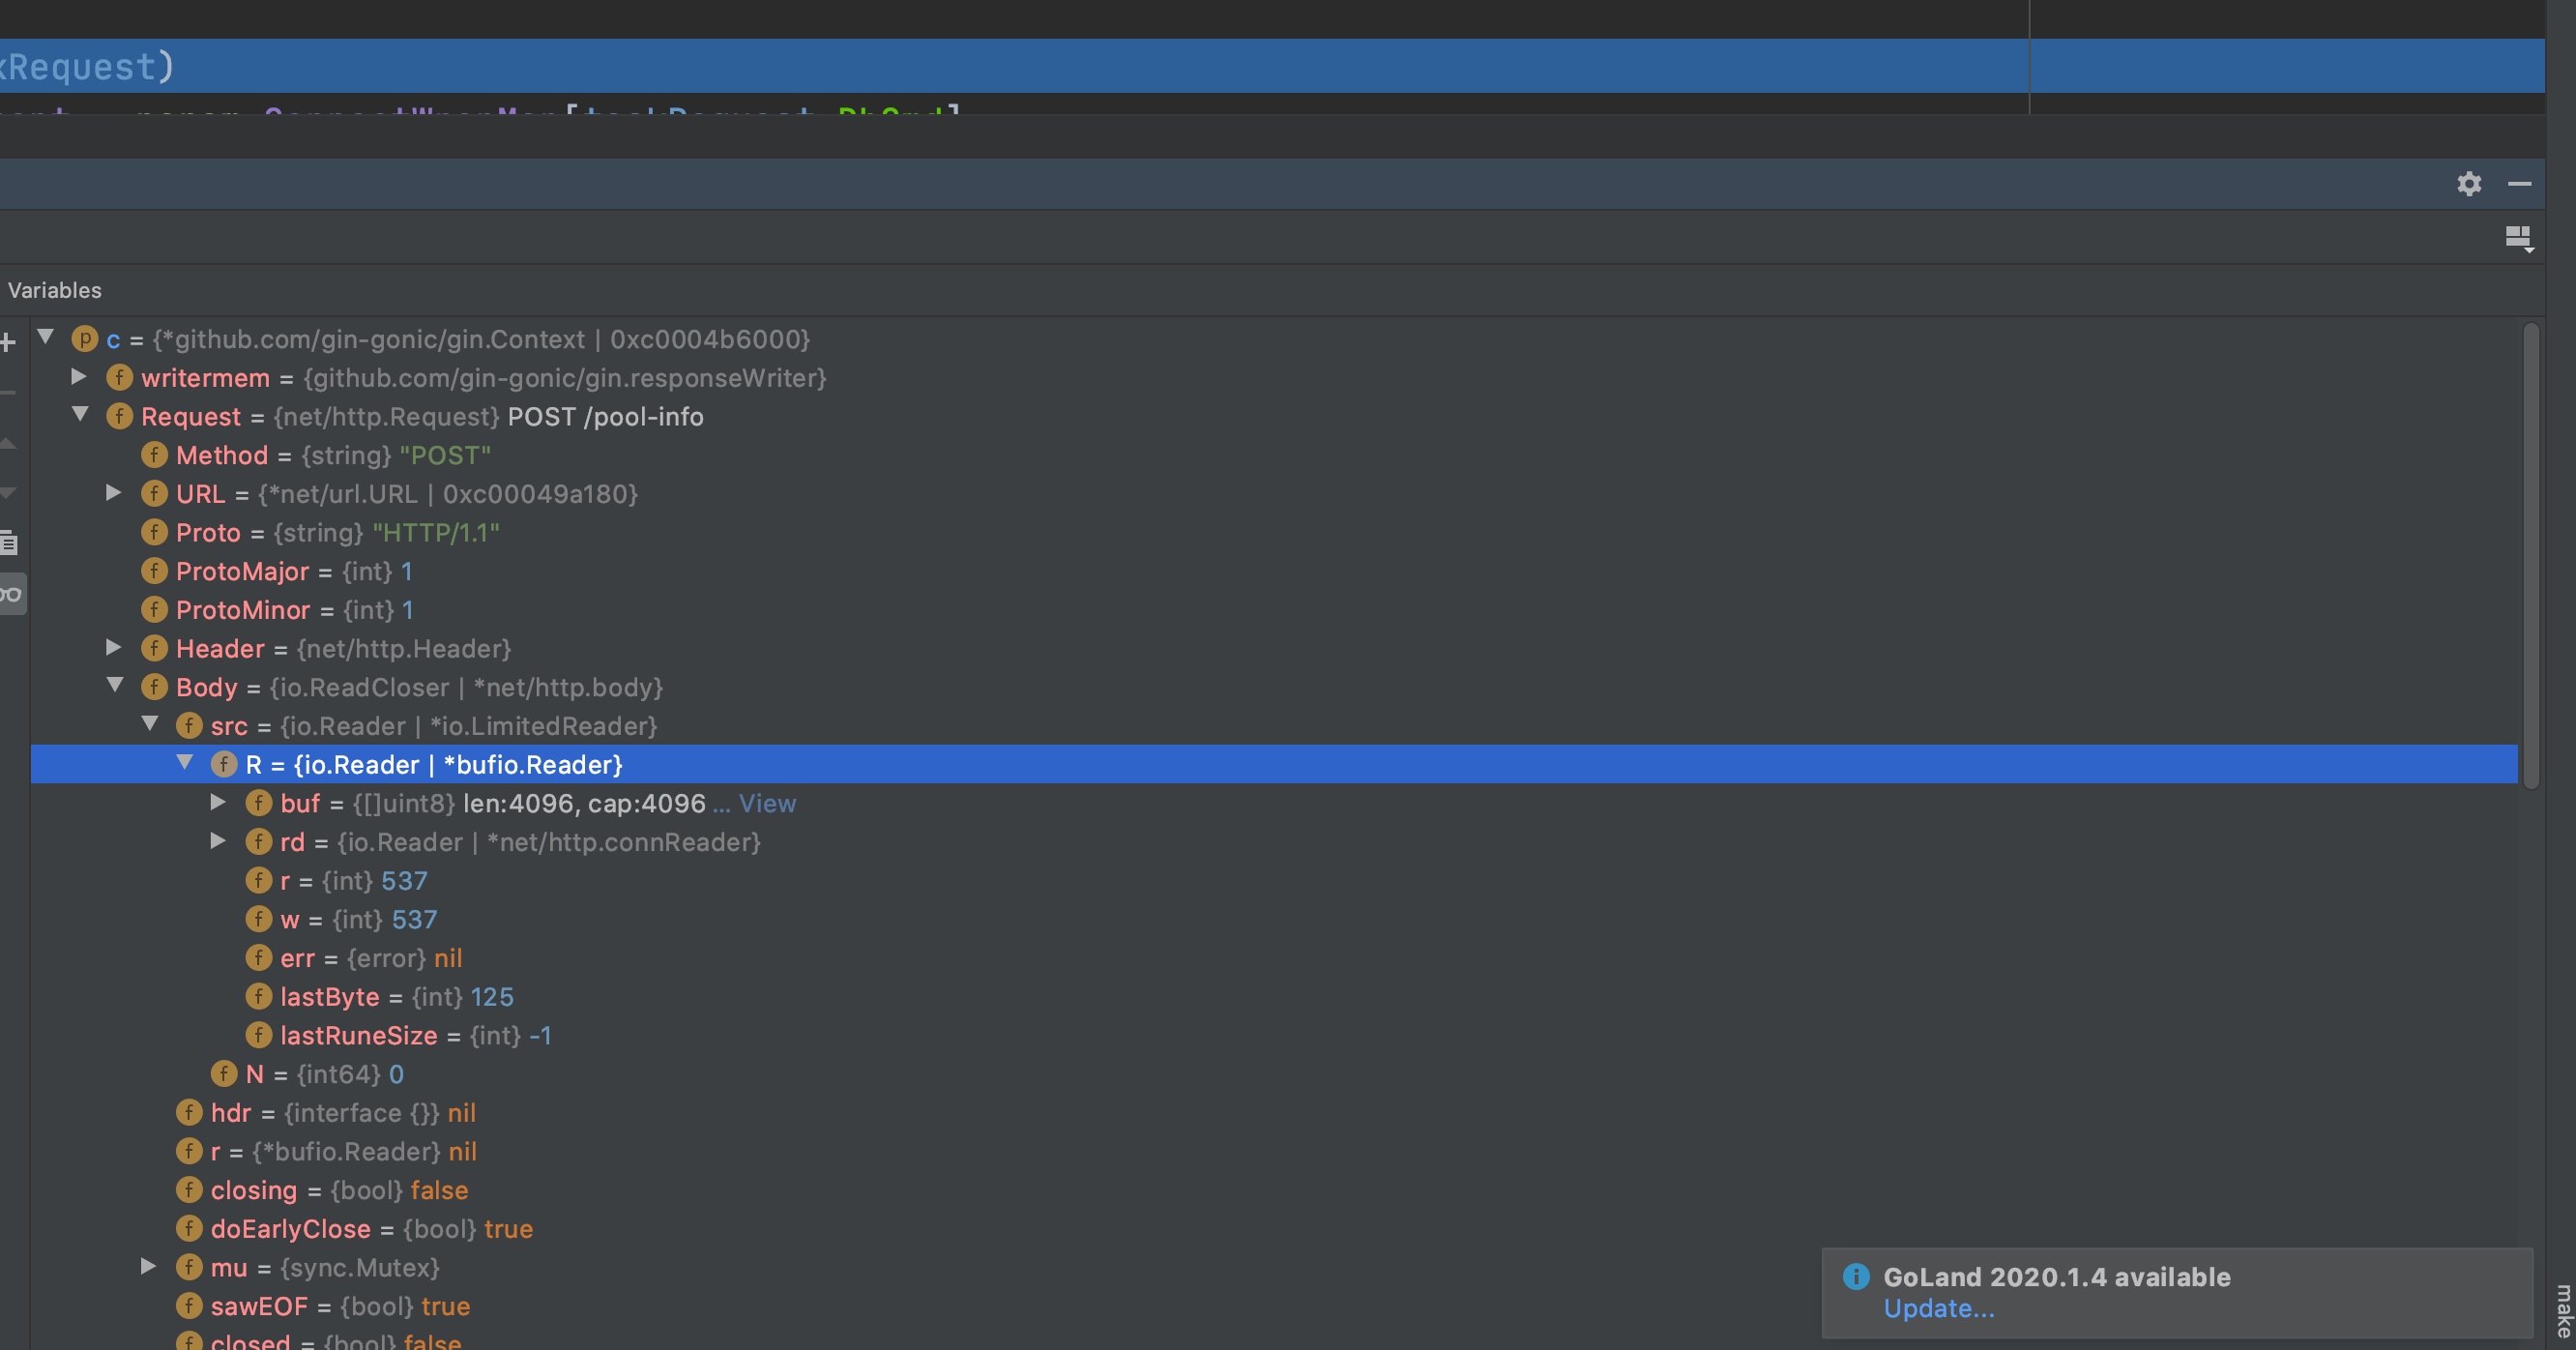 kRequest)
Variables
c = {*github.com/gin-gonic/gin.Context | 0xc0004b6000}
writermem = {github.com/gin-gonic/gin.responseWriter}
Request = {net/http.Request} POST /pool-info
Method = {string} "POST"
URL = {*net/url.URL | 0xc00049a180}
Proto = {string} "HTTP/1.1"
ProtoMajor = {int} 1
ProtoMinor = {int} 1
Header = {net/http.Header}
Body = {io.ReadCloser | *net/http.body}
src = {io.Reader | *io.LimitedReader}
R = {io.Reader | *bufio.Reader}
buf = {[]uint8} len:4096, cap:4096 ... View
rd = {io.Reader | *net/http.connReader}
r = {int} 537
w = {int} 537
err = {error} nil
lastByte = {int} 125
lastRuneSize = {int} -1
N = {int64} 0
hdr = {interface {}} nil
r = {*bufio.Reader} nil
closing = {bool} false
doEarlyClose = {bool} true
mu = {sync.Mutex}
sawEOF = {bool} true
closed = {bool} false
GoLand 2020.1.4 available
Update...
make